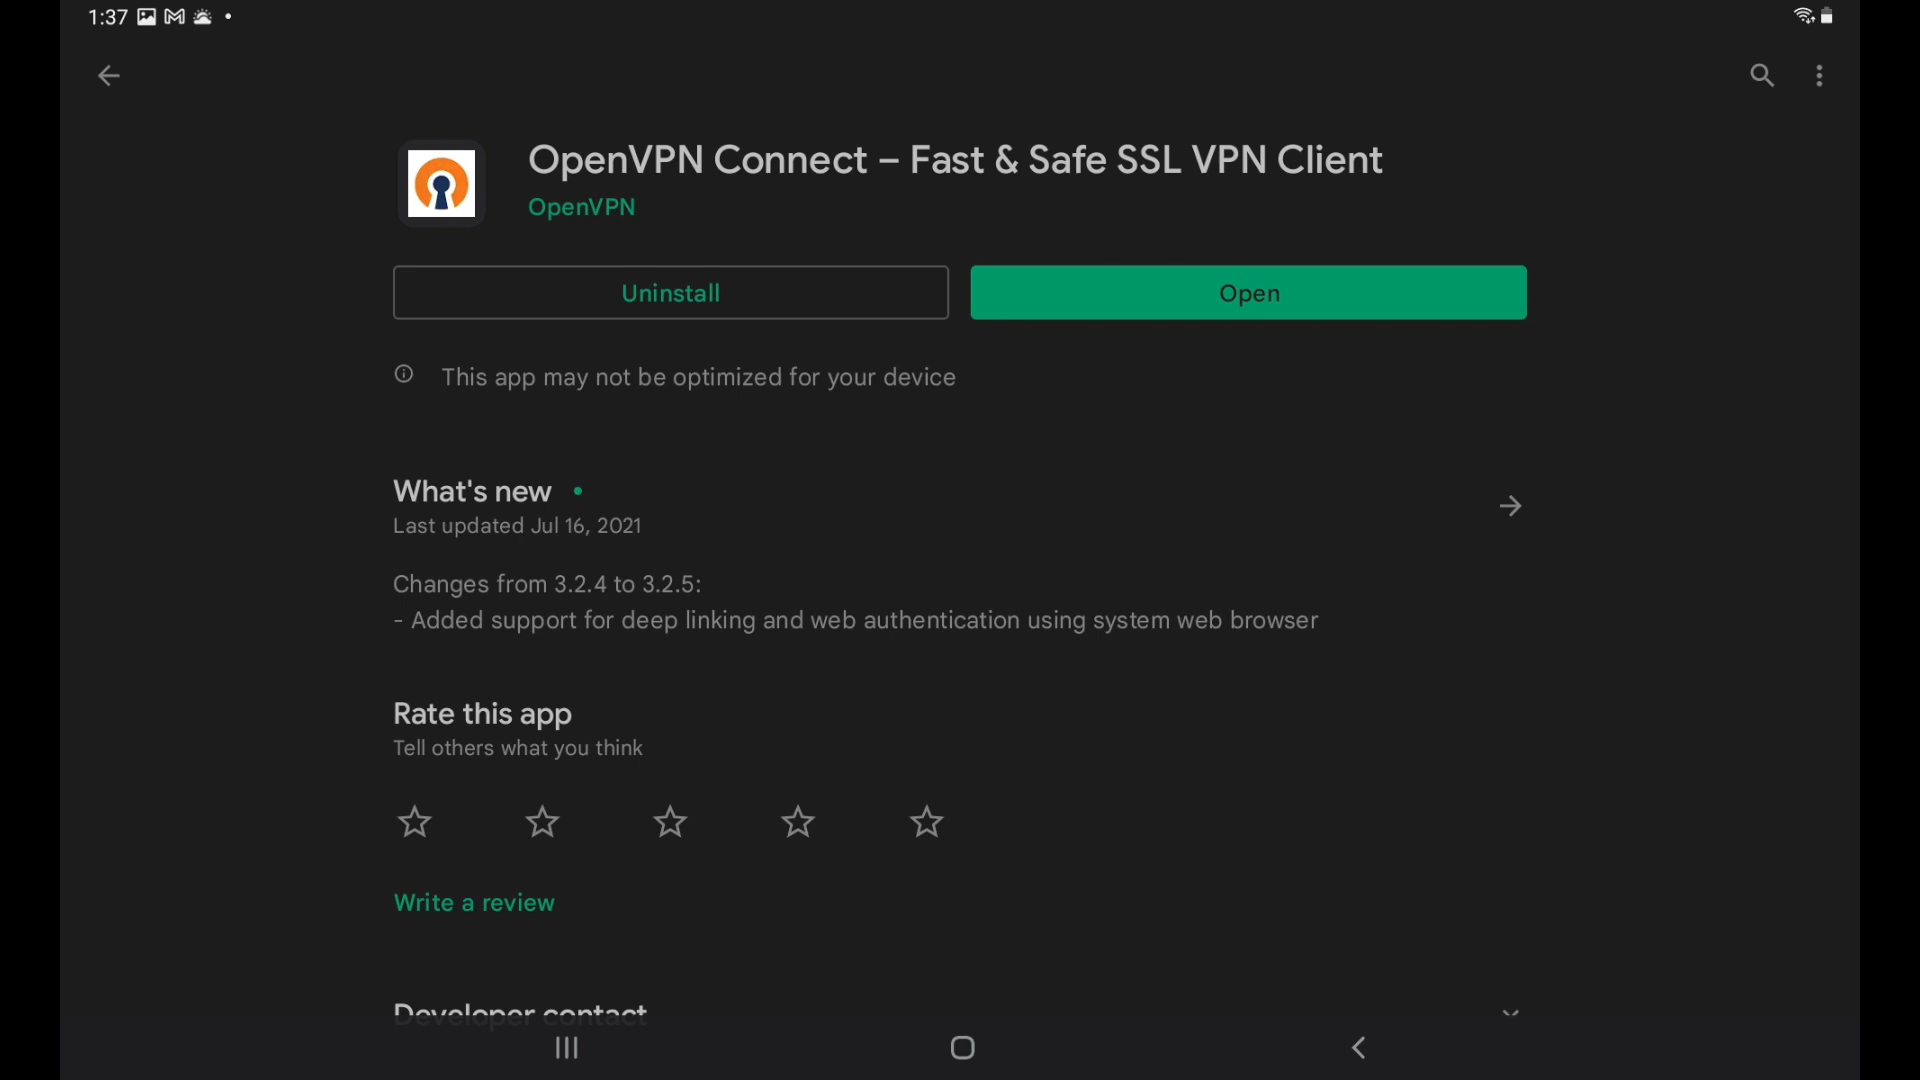 1:37
OpenVPN Connect – Fast & Safe SSL VPN Client
OpenVPN
Uninstall
Open
This app may not be optimized for your device
What's new •
Last updated Jul 16, 2021
Changes from 3.2.4 to 3.2.5:
- Added support for deep linking and web authentication using system web browser
Rate this app
Tell others what you think
Write a review
Developer contact